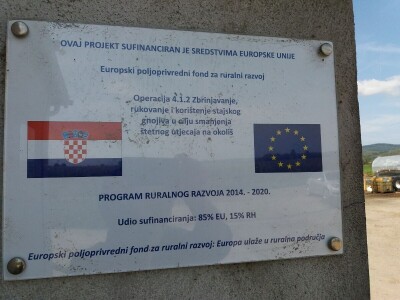 OVAJ PROJEKT SUFINANCIRAN JE SREDSTVIMA EUROPSKE UNIJE
Europski poljoprivredni fond za ruralni razvoj
Operacija 4.1.2 Zbrinjavanje,
rukovanje i korištenje stajskog
gnojiva u cilju smanjenja
štetnog utjecaja na okoliš
PROGRAM RURALNOG RAZVOJA 2014. - 2020.
Udio sufinanciranja: 85% EU, 15% RH
Europski poljoprivredni fond za ruralni razvoj: Europa ulaže u ruralna područja